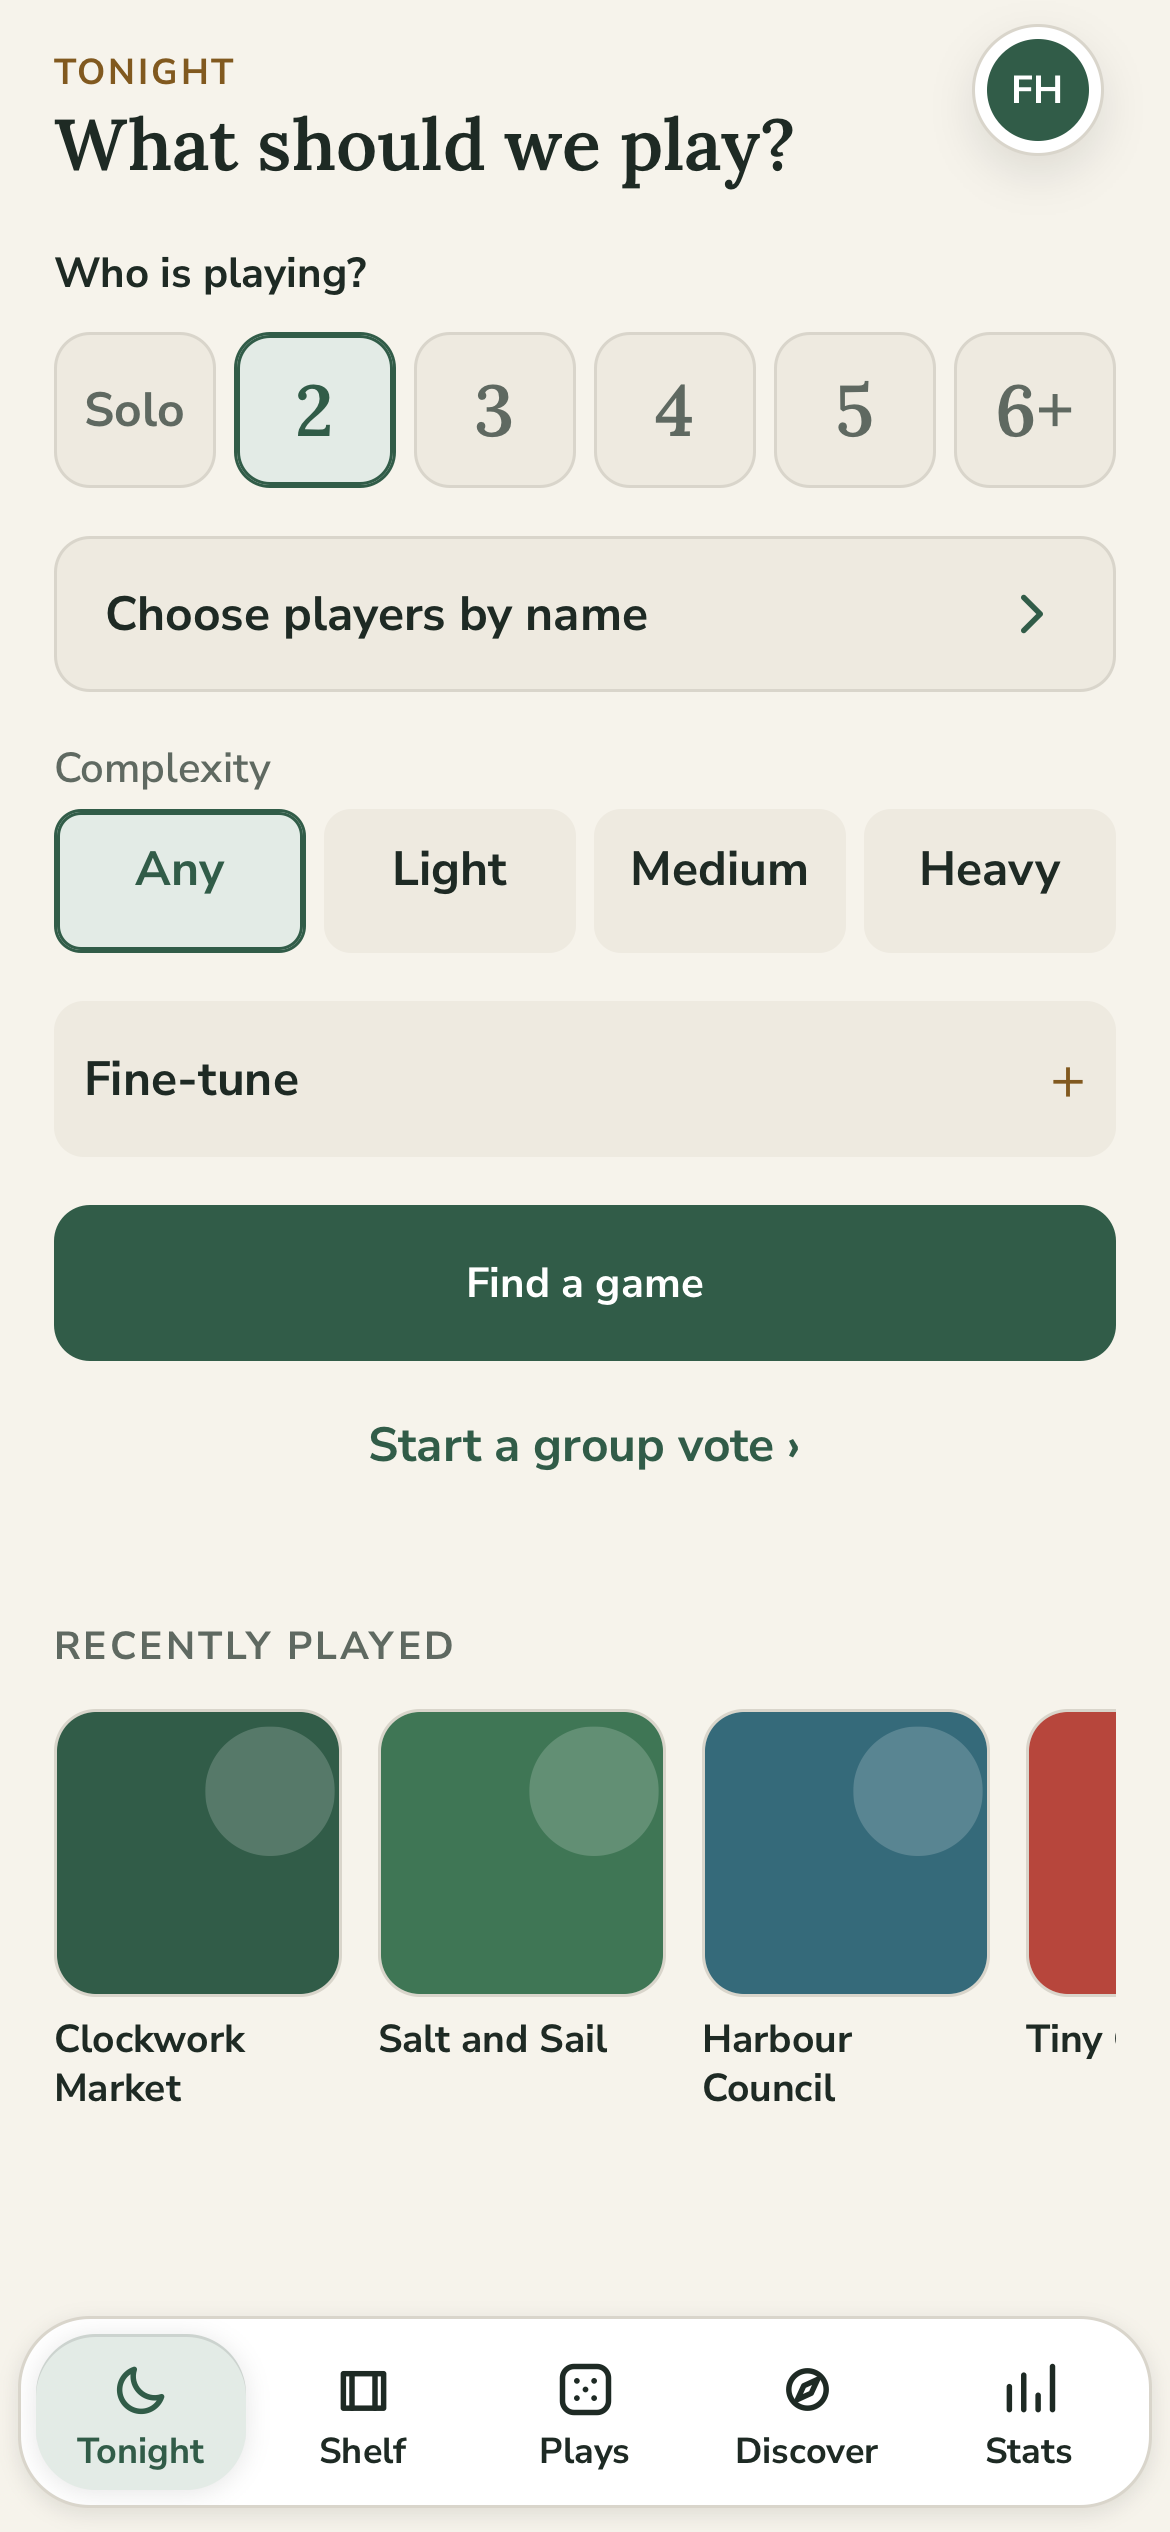 TONIGHT
FH
What should we play?
Who is playing?
Solo 2 3 4 5 6+
Choose players by name
Complexity
Any Light Medium Heavy
Fine-tune +
Find a game
Start a group vote ›
RECENTLY PLAYED
Clockwork Market
Salt and Sail
Harbour Council
Tiny
Tonight Shelf Plays Discover Stats